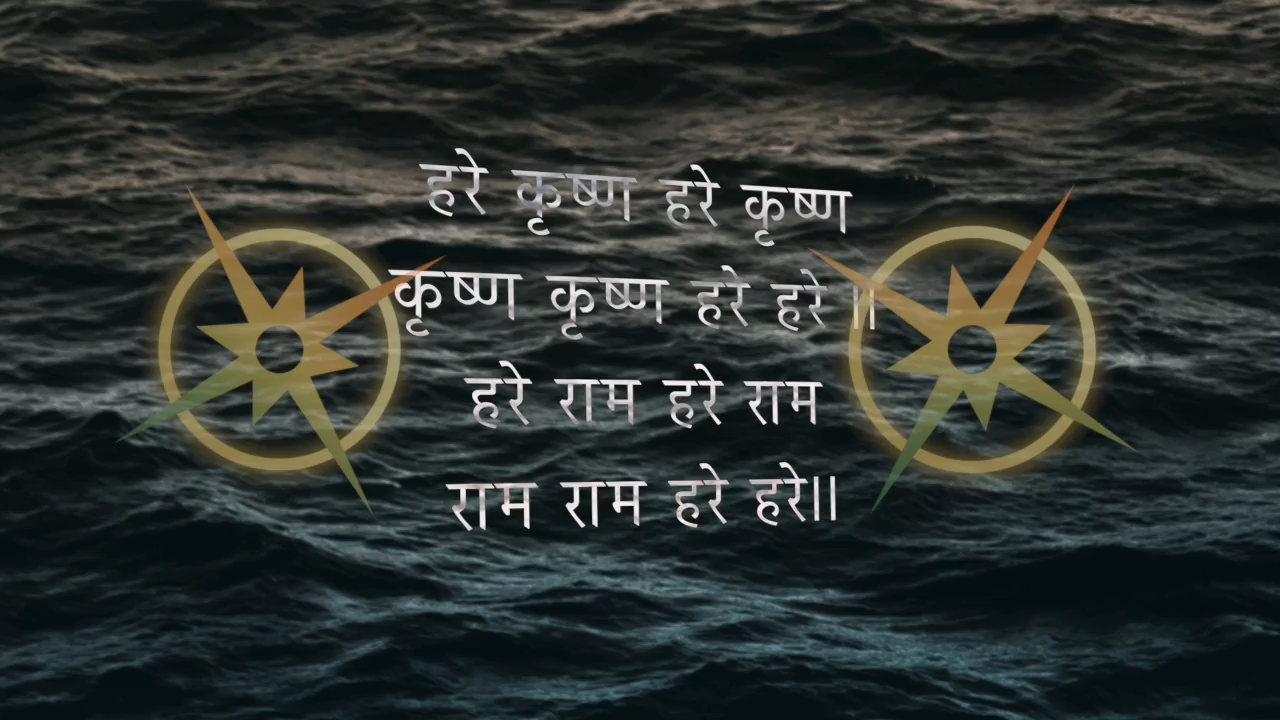 हरे कृष्ण हरे कृष्ण
कृष्ण कृष्ण हरे हरे ॥
हरे राम हरे राम
राम राम हरे हरे॥